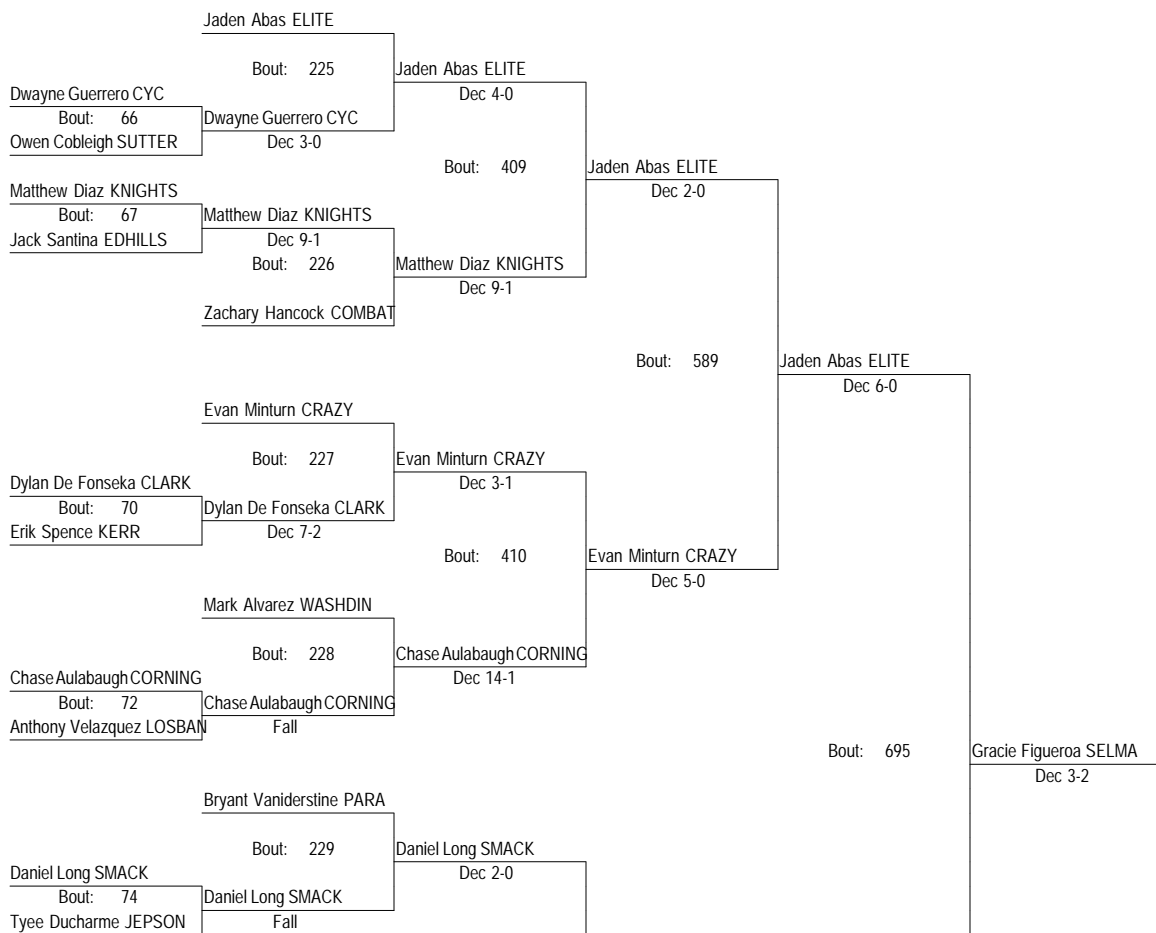 Jaden Abas ELITE
Bout: 225
Jaden Abas ELITE
Dec 4-0
Dwayne Guerrero CYC
Bout: 66
Dwayne Guerrero CYC
Owen Cobleigh SUTTER
Dec 3-0
Bout: 409
Jaden Abas ELITE
Dec 2-0
Matthew Diaz KNIGHTS
Bout: 67
Matthew Diaz KNIGHTS
Jack Santina EDHILLS
Dec 9-1
Bout: 226
Matthew Diaz KNIGHTS
Dec 9-1
Zachary Hancock COMBAT
Bout: 589
Jaden Abas ELITE
Dec 6-0
Evan Minturn CRAZY
Bout: 227
Evan Minturn CRAZY
Dec 3-1
Dylan De Fonseka CLARK
Bout: 70
Dylan De Fonseka CLARK
Erik Spence KERR
Dec 7-2
Bout: 410
Evan Minturn CRAZY
Dec 5-0
Mark Alvarez WASHDIN
Bout: 228
Chase Aulabaugh CORNING
Dec 14-1
Chase Aulabaugh CORNING
Bout: 72
Chase Aulabaugh CORNING
Anthony Velazquez LOSBAN
Fall
Bout: 695
Gracie Figueroa SELMA
Dec 3-2
Bryant Vaniderstine PARA
Bout: 229
Daniel Long SMACK
Dec 2-0
Daniel Long SMACK
Bout: 74
Daniel Long SMACK
Tyee Ducharme JEPSON
Fall